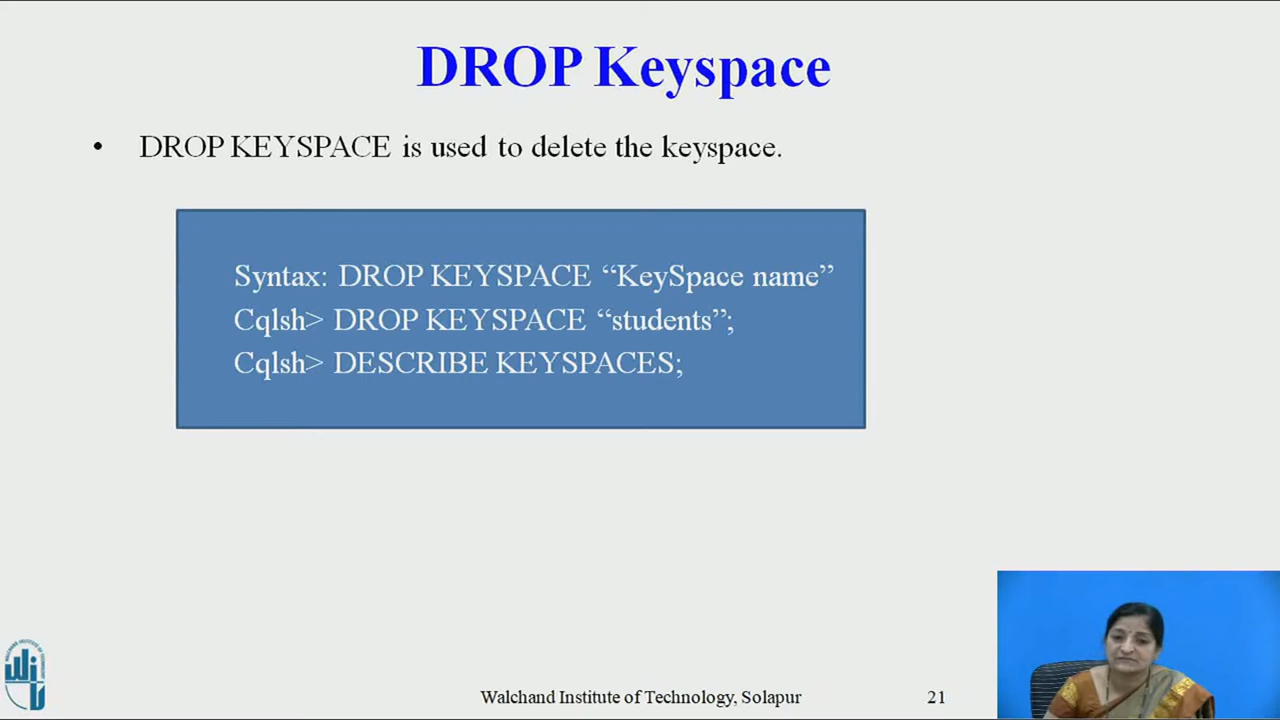 DROP Keyspace
• DROP KEYSPACE is used to delete the keyspace.
Syntax: DROP KEYSPACE “KeySpace name”
Cqlsh> DROP KEYSPACE “students”;
Cqlsh> DESCRIBE KEYSPACES;
WIT
Walchand Institute of Technology, Solapur
21